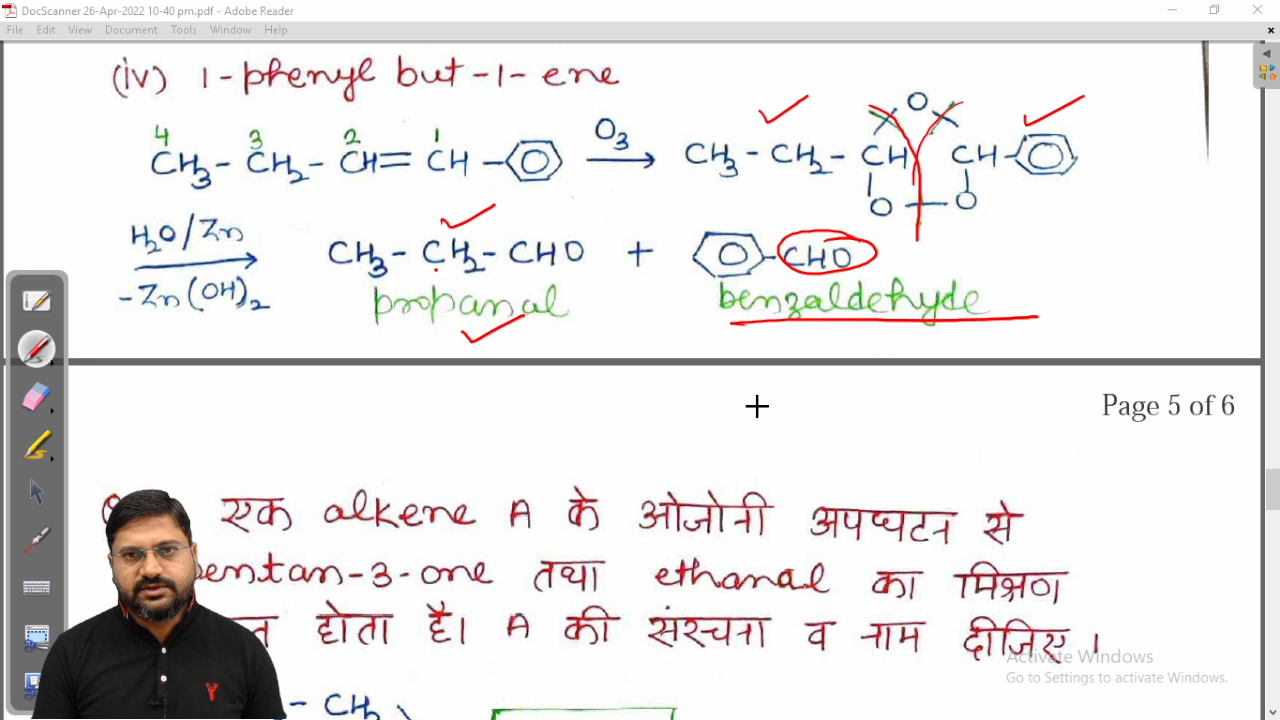 DocScanner 26-Apr-2022 10-40 pm.pdf - Adobe Reader
File Edit View Document Tools Window Help
(iv) 1-phenyl but-1-ene
4 3 2 1
CH3-CH2-CH=CH- O3 CH3-CH2-CH O CH-
O-O
H2O/Zn
-Zn(OH)2
CH3-CH2-CHO + -CHO
propanal benzaldehyde
Page 5 of 6
एक alkene A के ओजोनी अपघटन से
pentan-3-one तथा ethanal का मिश्रण
होता है। A की संरचना व नाम दीजिए।
- CH2
Activate Windows
Go to Settings to activate Windows.